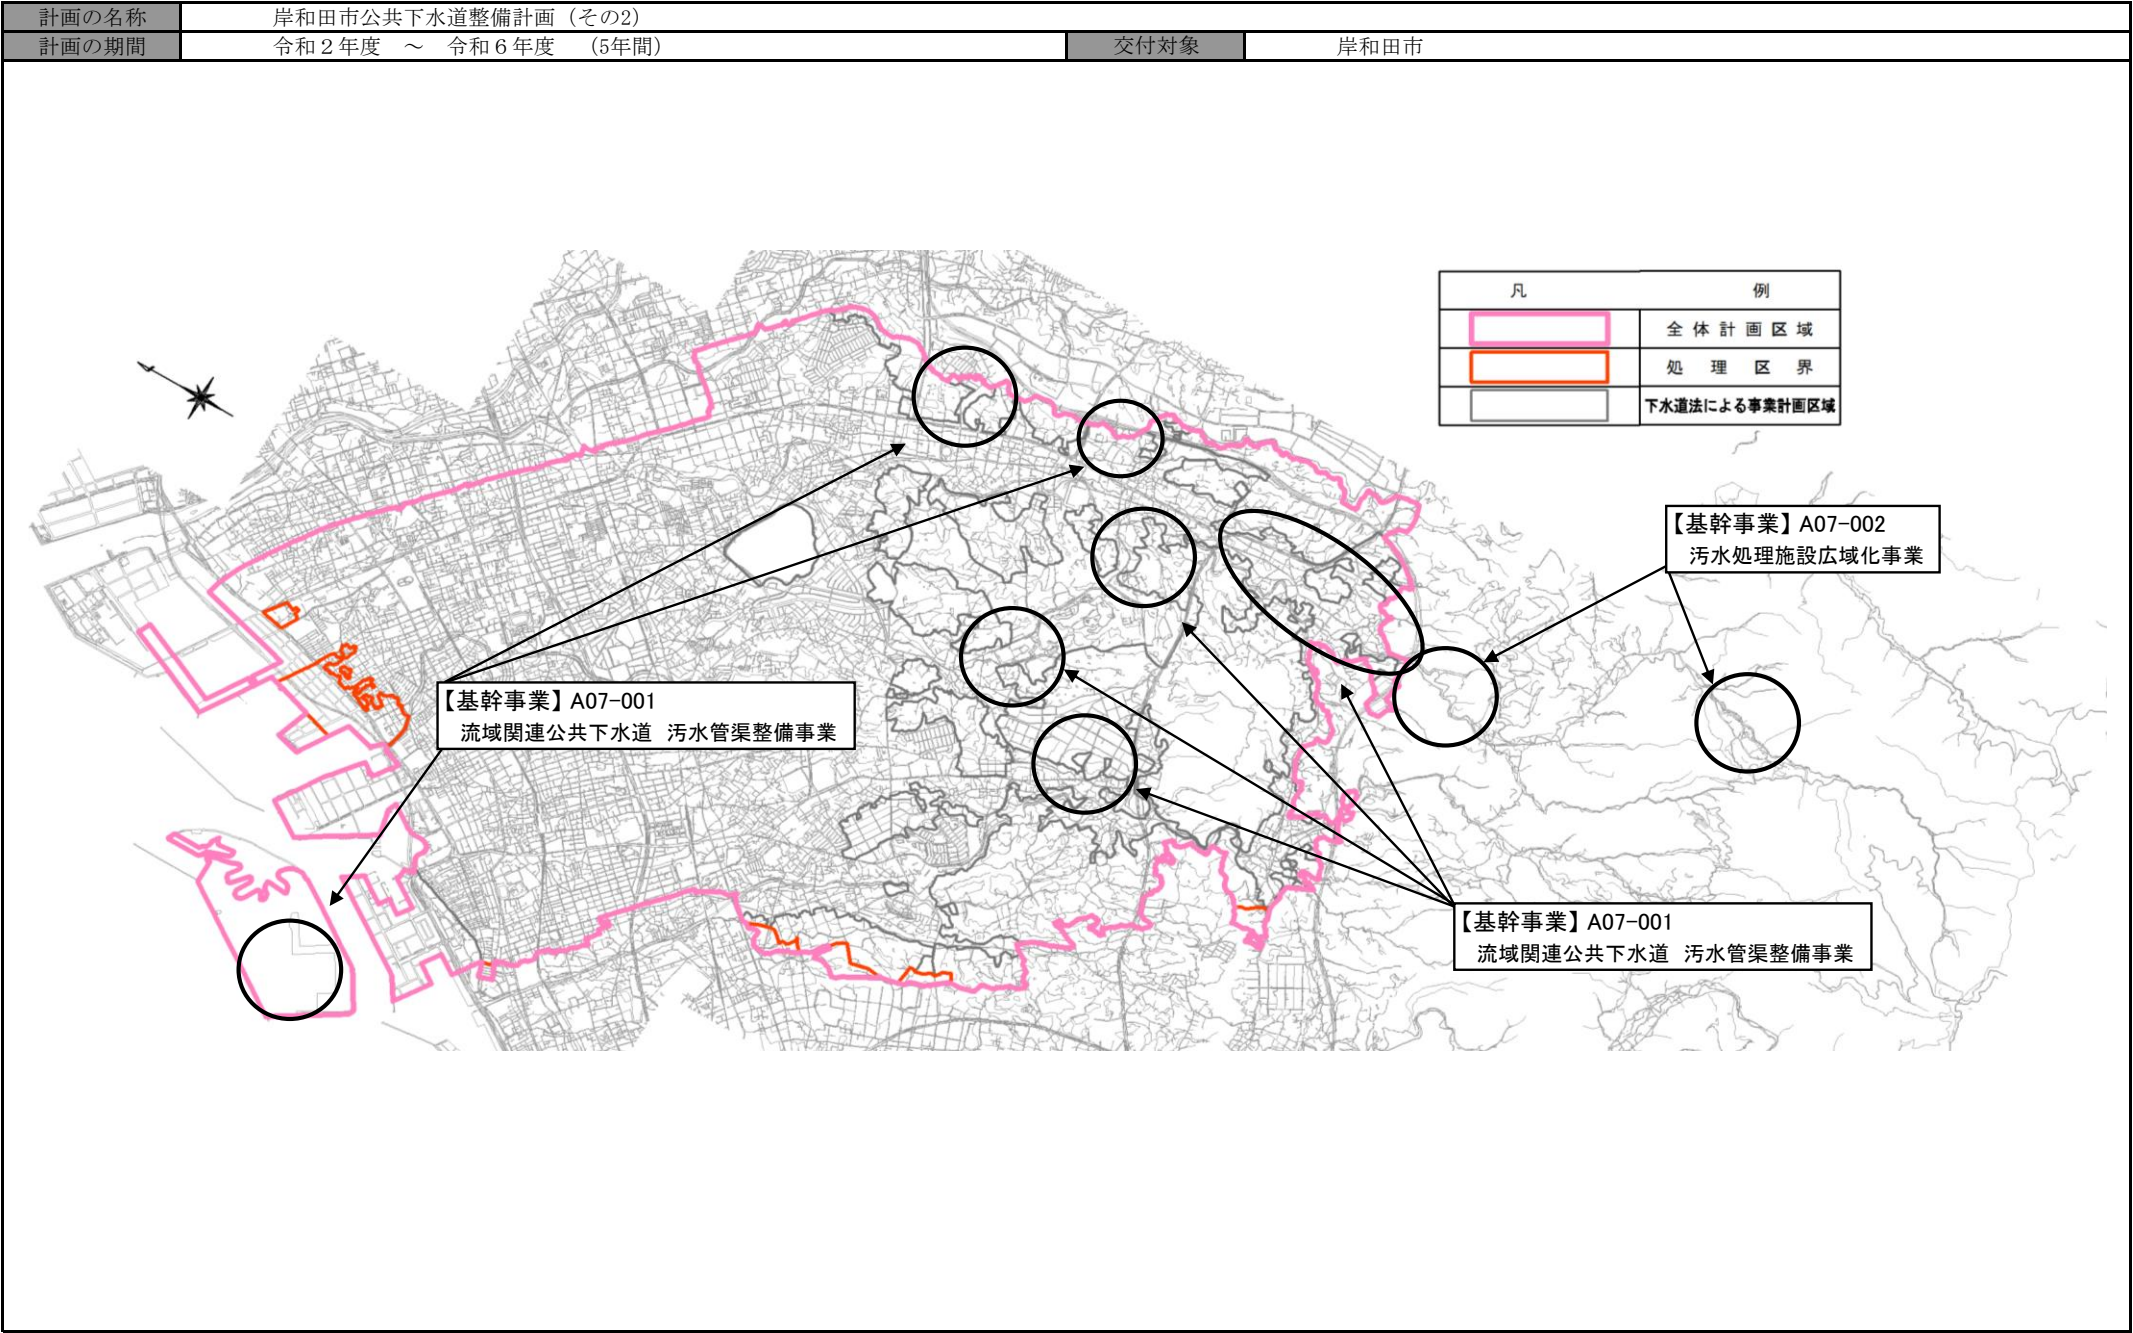 計画の名称 岸和田市公共下水道整備計画（その2）
計画の期間 令和２年度 ～ 令和６年度 （5年間） 交付対象 岸和田市
凡 例
全体計画区域
処理区界
下水道法による事業計画区域
【基幹事業】A07-002
汚水処理施設広域化事業
【基幹事業】A07-001
流域関連公共下水道 汚水管渠整備事業
【基幹事業】A07-001
流域関連公共下水道 汚水管渠整備事業